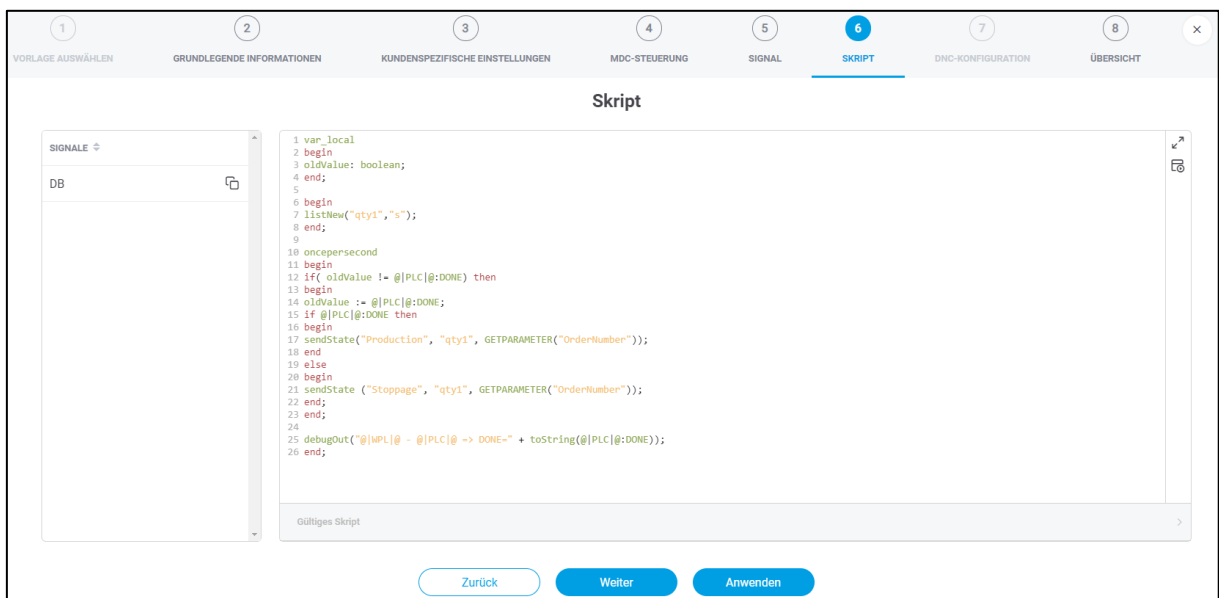 1 2 3 4 5 6 7 8 ×
VORLAGE AUSWÄHLEN GRUNDLEGENDE INFORMATIONEN KUNDENSPEZIFISCHE EINSTELLUNGEN MDC-STEUERUNG SIGNAL SKRIPT DNC-KONFIGURATION ÜBERSICHT
Skript
SIGNALE
DB
1 var_local
2 begin
3 oldValue: boolean;
4 end;
5
6 begin
7 listNew("qty1","s");
8 end;
9
10 oncepersecond
11 begin
12 if( oldValue != @|PLC|@:DONE) then
13 begin
14 oldValue := @|PLC|@:DONE;
15 if @|PLC|@:DONE then
16 begin
17 sendState("Production", "qty1", GETPARAMETER("OrderNumber"));
18 end
19 else
20 begin
21 sendState ("Stoppage", "qty1", GETPARAMETER("OrderNumber"));
22 end;
23 end;
24
25 debugOut("@|WPL|@ - @|PLC|@ => DONE=" + toString(@|PLC|@:DONE));
26 end;
Gültiges Skript
Zurück Weiter Anwenden